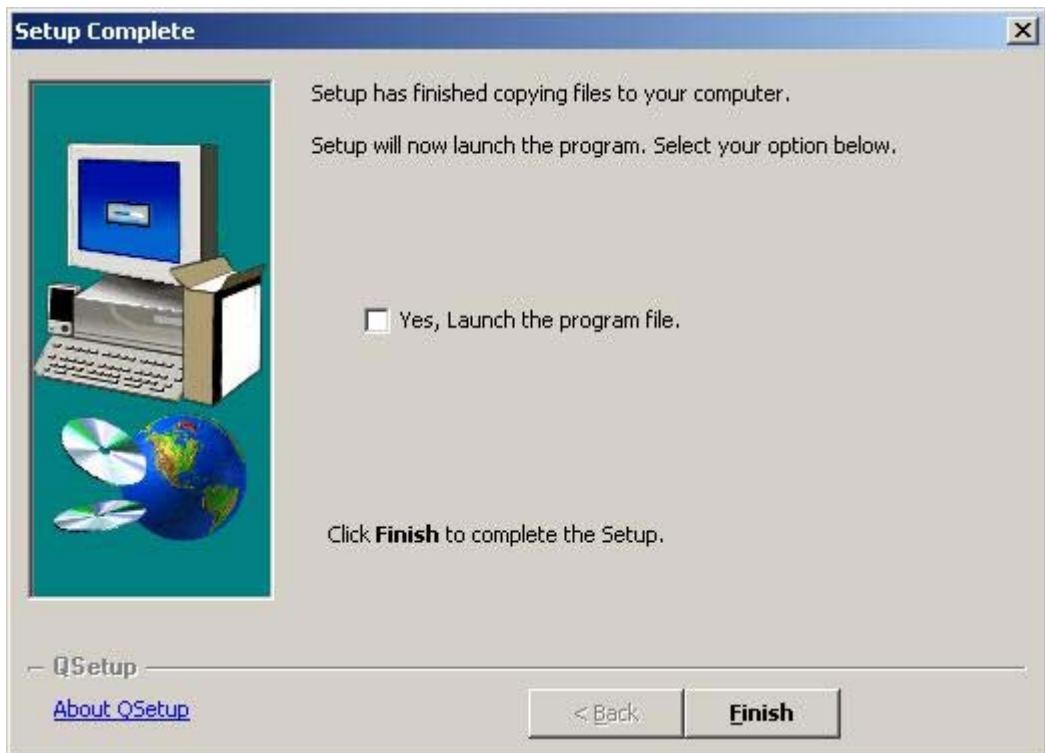 Setup Complete
Setup has finished copying files to your computer.
Setup will now launch the program. Select your option below.
Yes, Launch the program file.
Click Finish to complete the Setup.
QSetup
About QSetup
< Back
Finish